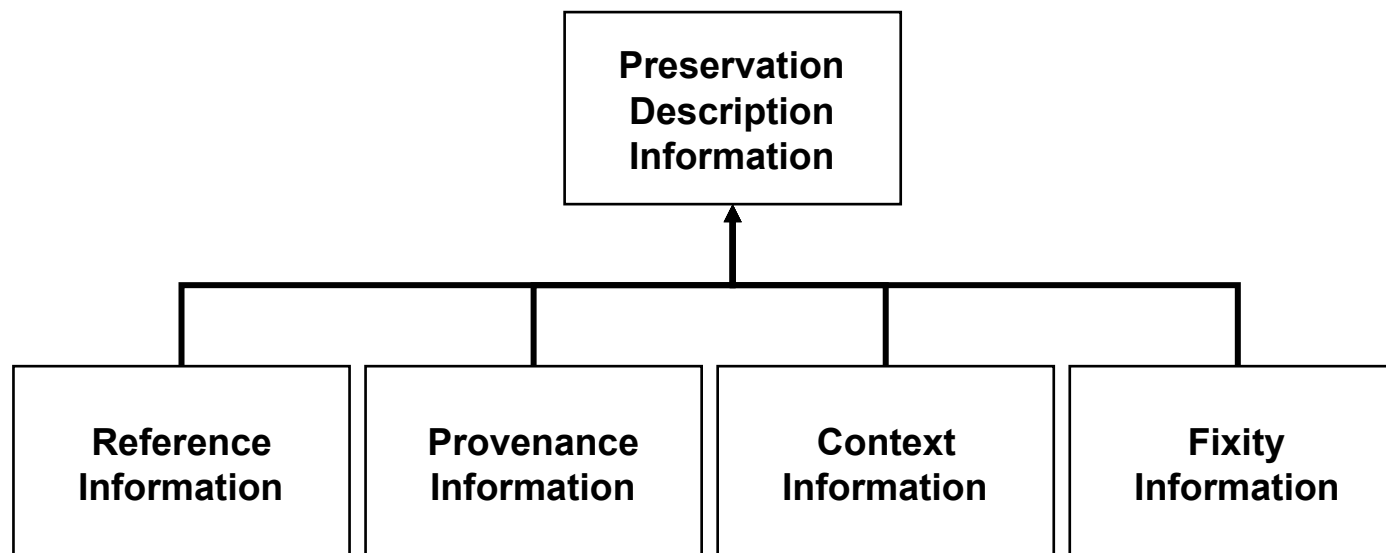 Preservation
Description
Information
Reference
Information
Provenance
Information
Context
Information
Fixity
Information